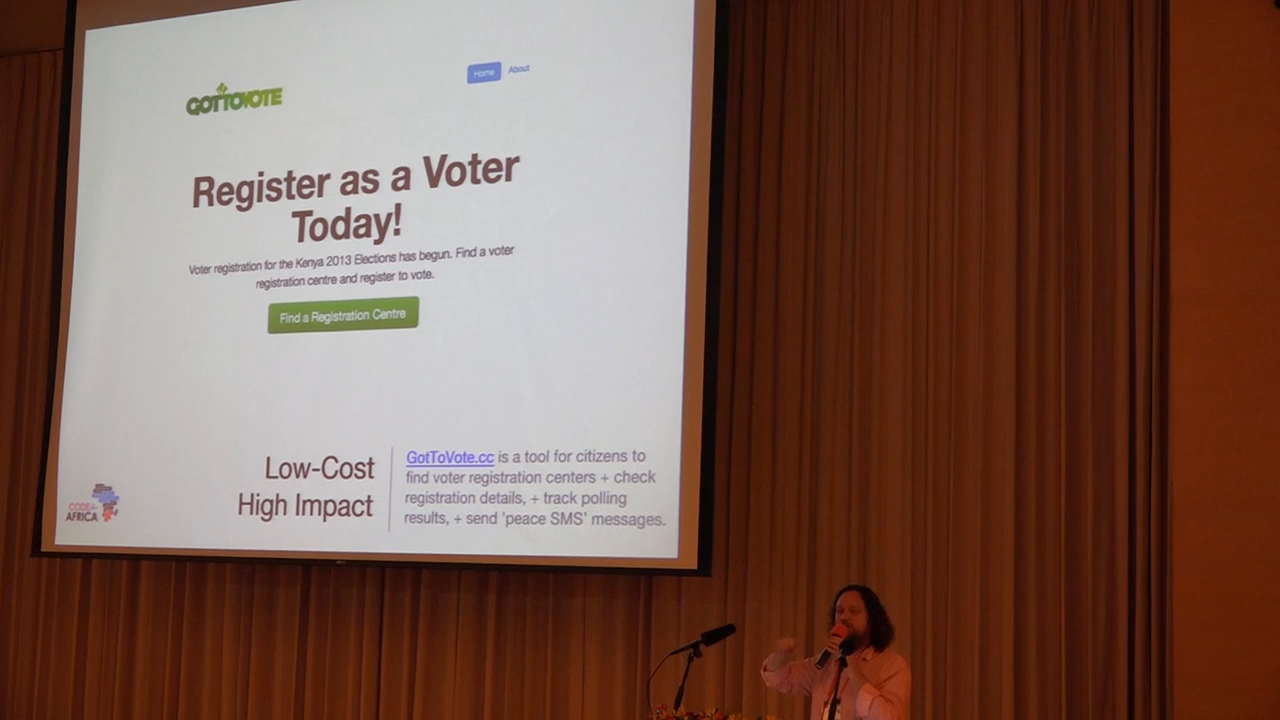 GOTTOVOTE
Home
About
Register as a Voter
Today!
Voter registration for the Kenya 2013 Elections has begun. Find a voter
registration centre and register to vote.
Find a Registration Centre
Low-Cost
High Impact
GotToVote.cc is a tool for citizens to
find voter registration centers + check
registration details, + track polling
results, + send 'peace SMS' messages.
CODE for
AFRICA